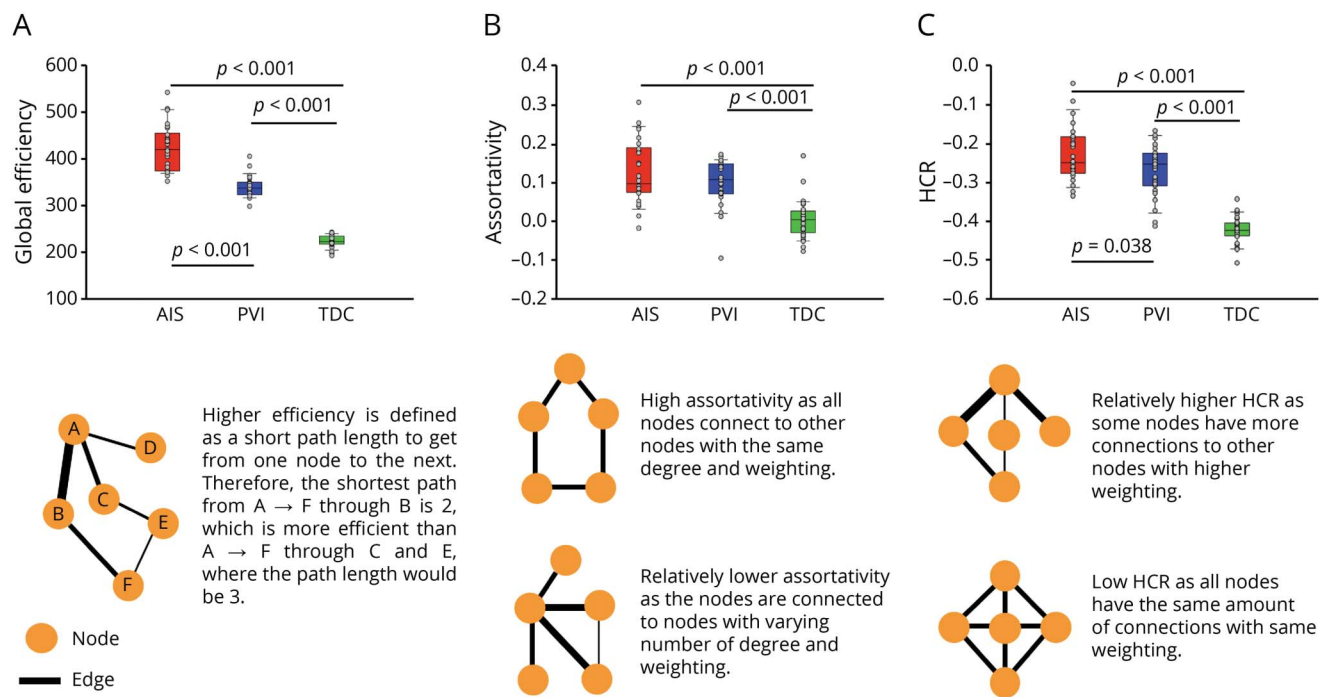 A
Global efficiency
600
500
400
300
200
100
p < 0.001
p < 0.001
p < 0.001
AIS PVI TDC
B
Assortativity
0.4
0.3
0.2
0.1
0.0
–0.1
–0.2
p < 0.001
p < 0.001
AIS PVI TDC
C
HCR
0.0
–0.1
–0.2
–0.3
–0.4
–0.5
–0.6
p < 0.001
p < 0.001
p = 0.038
AIS PVI TDC
A
D
C
B
E
F
Higher efficiency is defined
as a short path length to get
from one node to the next.
Therefore, the shortest path
from A → F through B is 2,
which is more efficient than
A → F through C and E,
where the path length would
be 3.
Node
Edge
High assortativity as all
nodes connect to other
nodes with the same
degree and weighting.
Relatively lower assortativity
as the nodes are connected
to nodes with varying
number of degree and
weighting.
Relatively higher HCR as
some nodes have more
connections to other
nodes with higher
weighting.
Low HCR as all nodes
have the same amount
of connections with same
weighting.